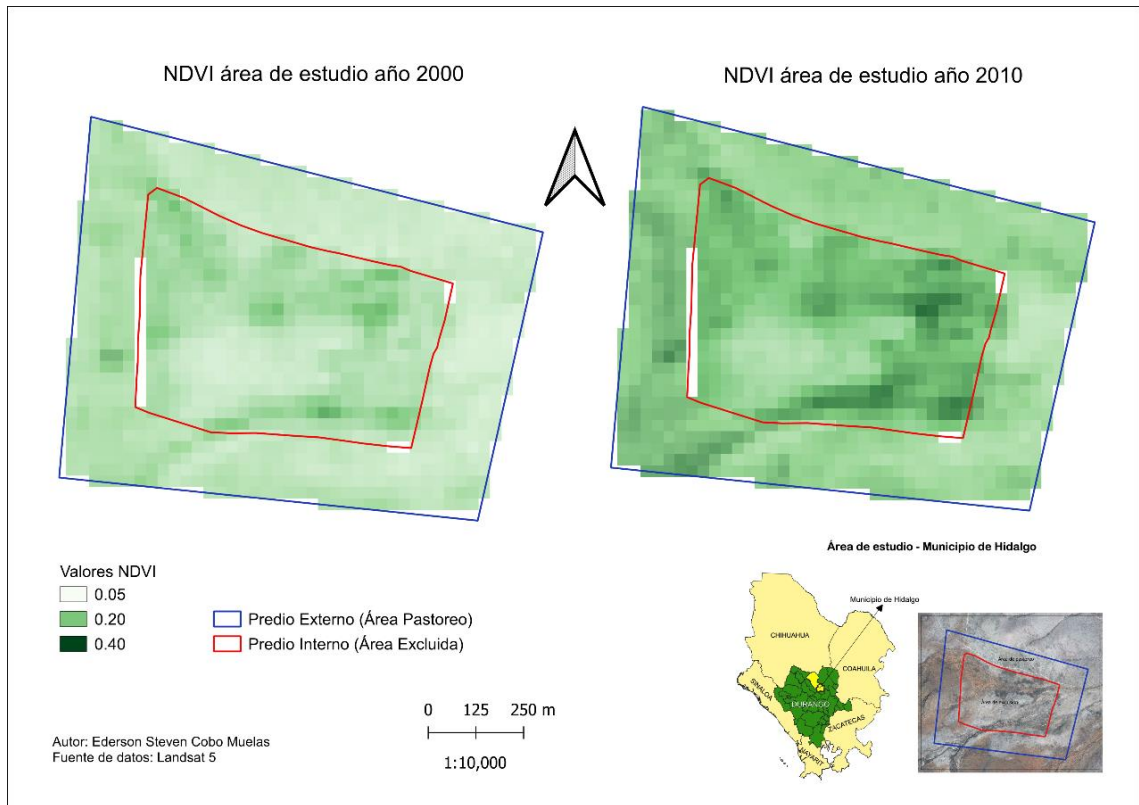 NDVI área de estudio año 2000
NDVI área de estudio año 2010
Valores NDVI
0.05
0.20
0.40
Predio Externo (Área Pastoreo)
Predio Interno (Área Excluida)
0 125 250 m
1:10,000
Autor: Ederson Steven Cobo Muelas
Fuente de datos: Landsat 5
Área de estudio - Municipio de Hidalgo
Municipio de Hidalgo
CHIHUAHUA
COAHUILA
SINALOA
DURANGO
ZACATECAS
NAYARIT
Área de pastoreo